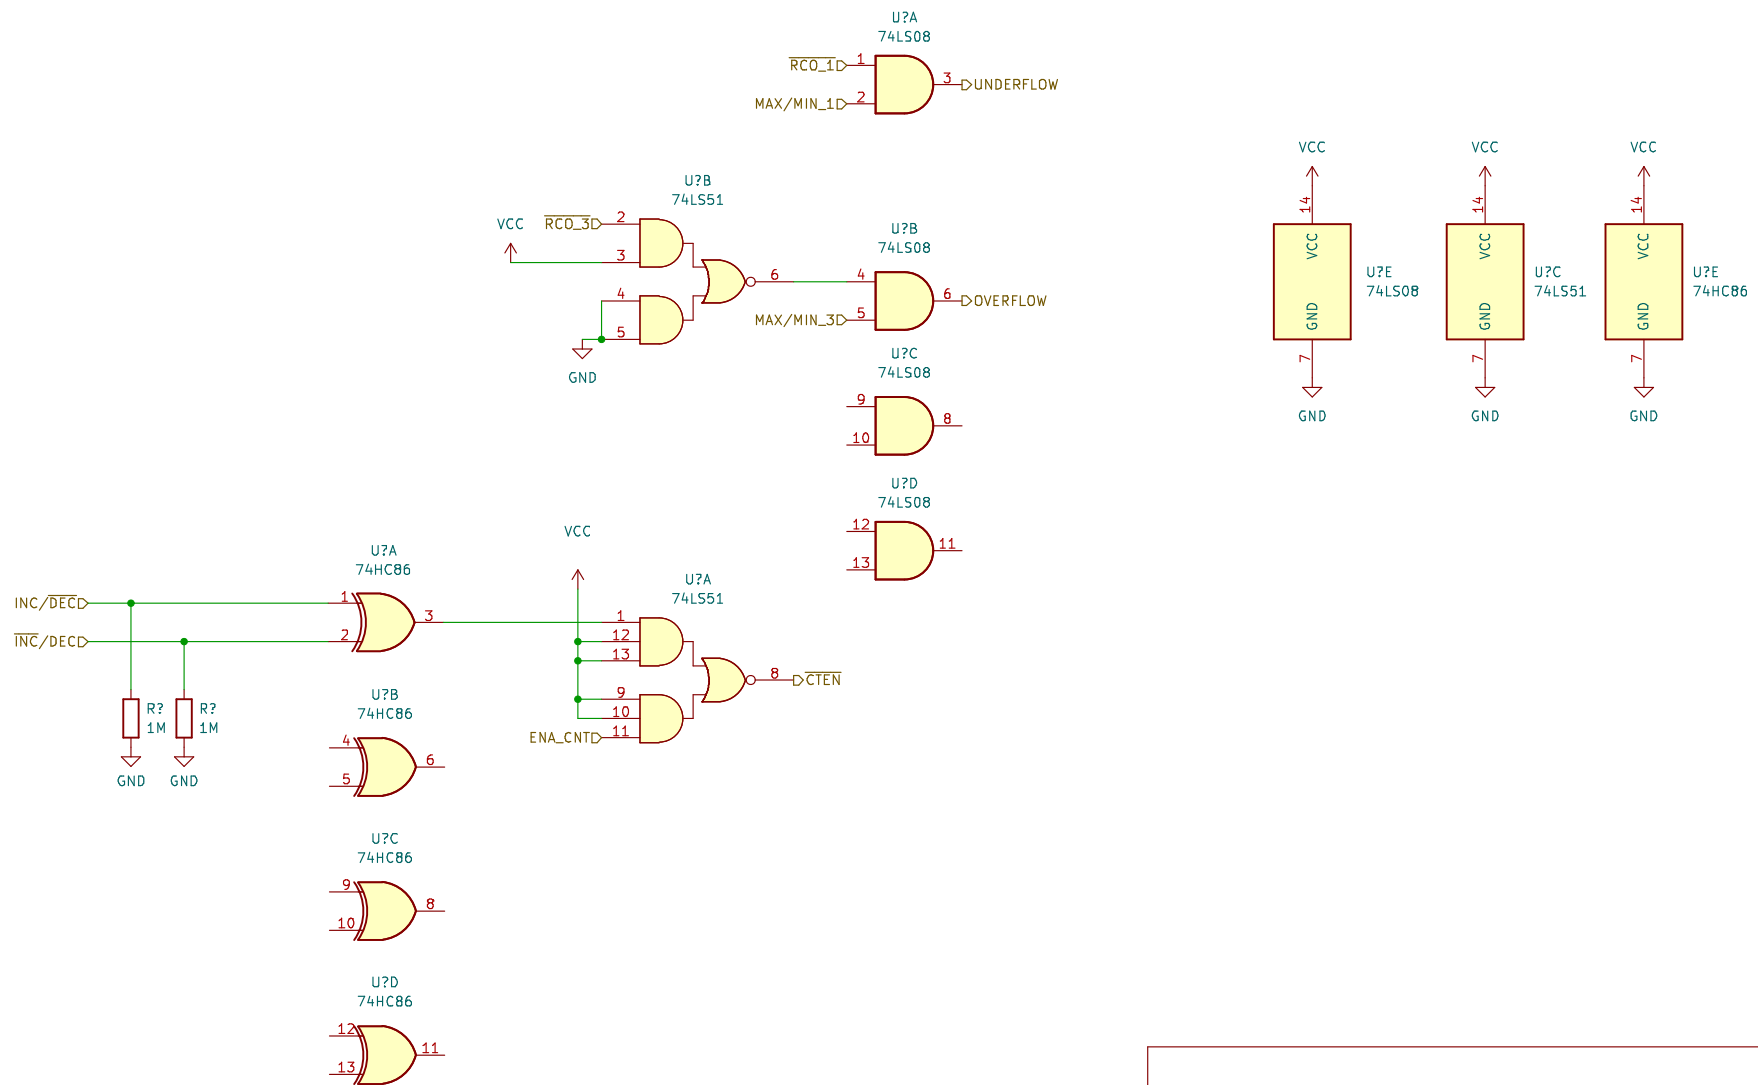 U?A
74LS08
RCO_1
1
MAX/MIN_1
2
3
UNDERFLOW
U?B
74LS51
VCC
RCO_3
2
3
4
5
6
GND
U?B
74LS08
4
MAX/MIN_3
5
6
OVERFLOW
U?C
74LS08
9
10
8
U?D
74LS08
12
13
11
VCC
14
VCC
GND
7
GND
U?E
74LS08
VCC
14
VCC
GND
7
GND
U?C
74LS51
VCC
14
VCC
GND
7
GND
U?E
74HC86
U?A
74HC86
INC/DEC
1
INC/DEC
2
3
R?
1M
GND
R?
1M
GND
VCC
U?A
74LS51
1
12
13
9
10
ENA_CNT
11
8
CTEN
U?B
74HC86
4
5
6
U?C
74HC86
9
10
8
U?D
74HC86
12
13
11